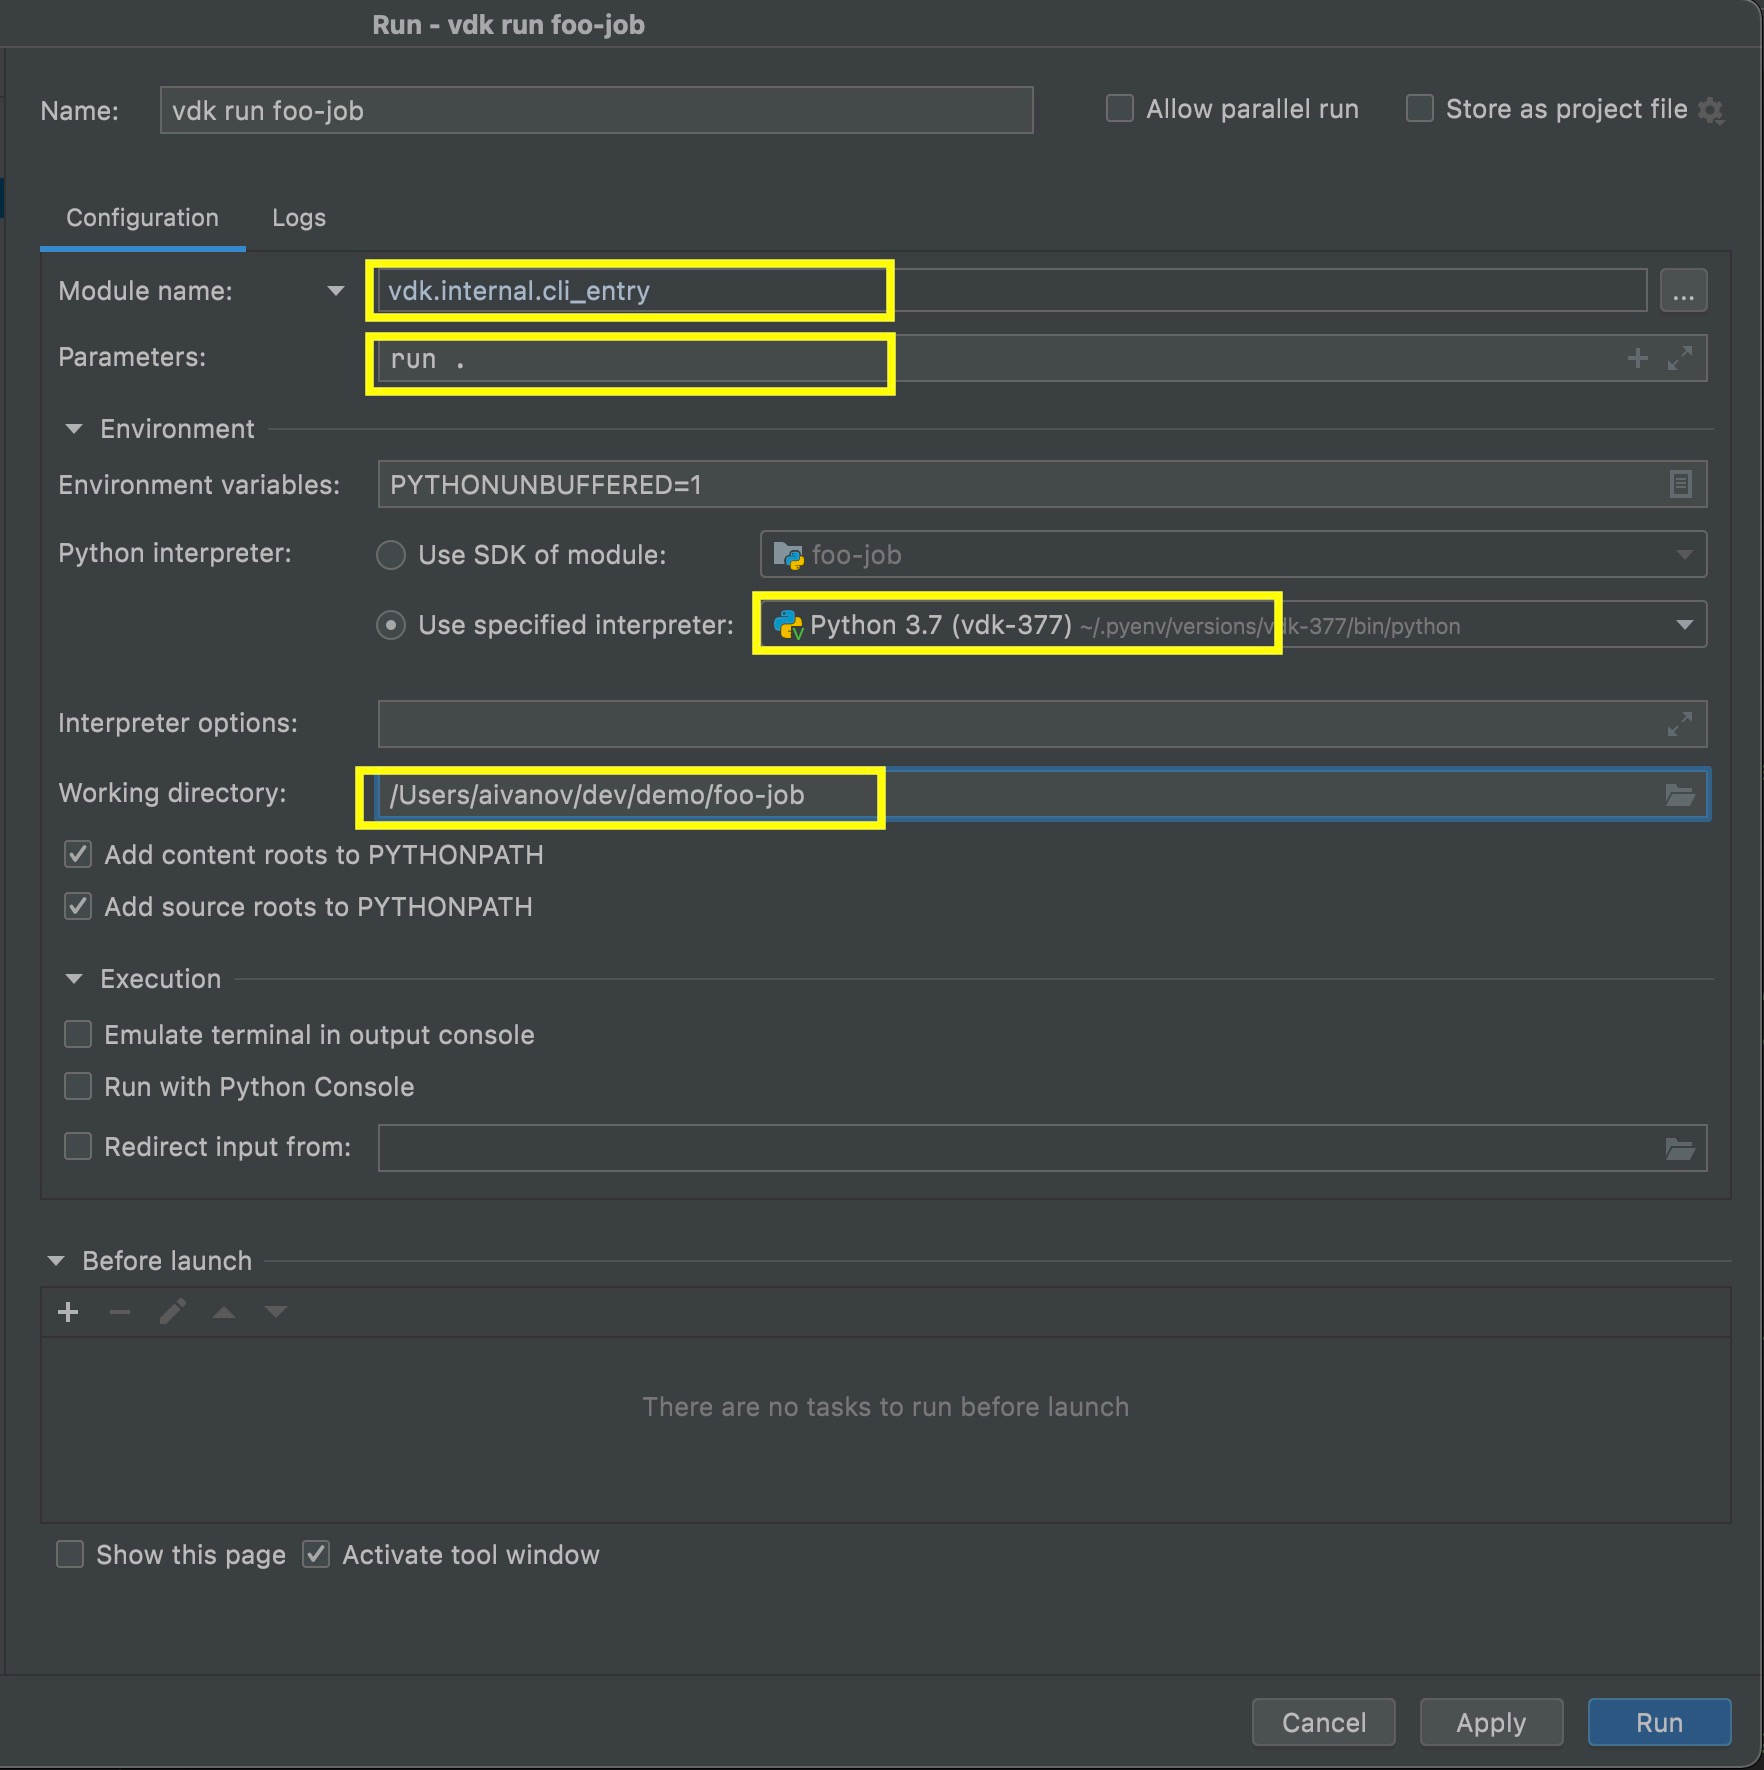 Run - vdk run foo-job
Name: vdk run foo-job Allow parallel run Store as project file
Configuration Logs
Module name: vdk.internal.cli_entry ...
Parameters: run .
Environment
Environment variables: PYTHONUNBUFFERED=1
Python interpreter: Use SDK of module: foo-job
Use specified interpreter: Python 3.7 (vdk-377) ~/.pyenv/versions/vdk-377/bin/python
Interpreter options:
Working directory: /Users/aivanov/dev/demo/foo-job
Add content roots to PYTHONPATH
Add source roots to PYTHONPATH
Execution
Emulate terminal in output console
Run with Python Console
Redirect input from:
Before launch
There are no tasks to run before launch
Show this page Activate tool window
Cancel Apply Run